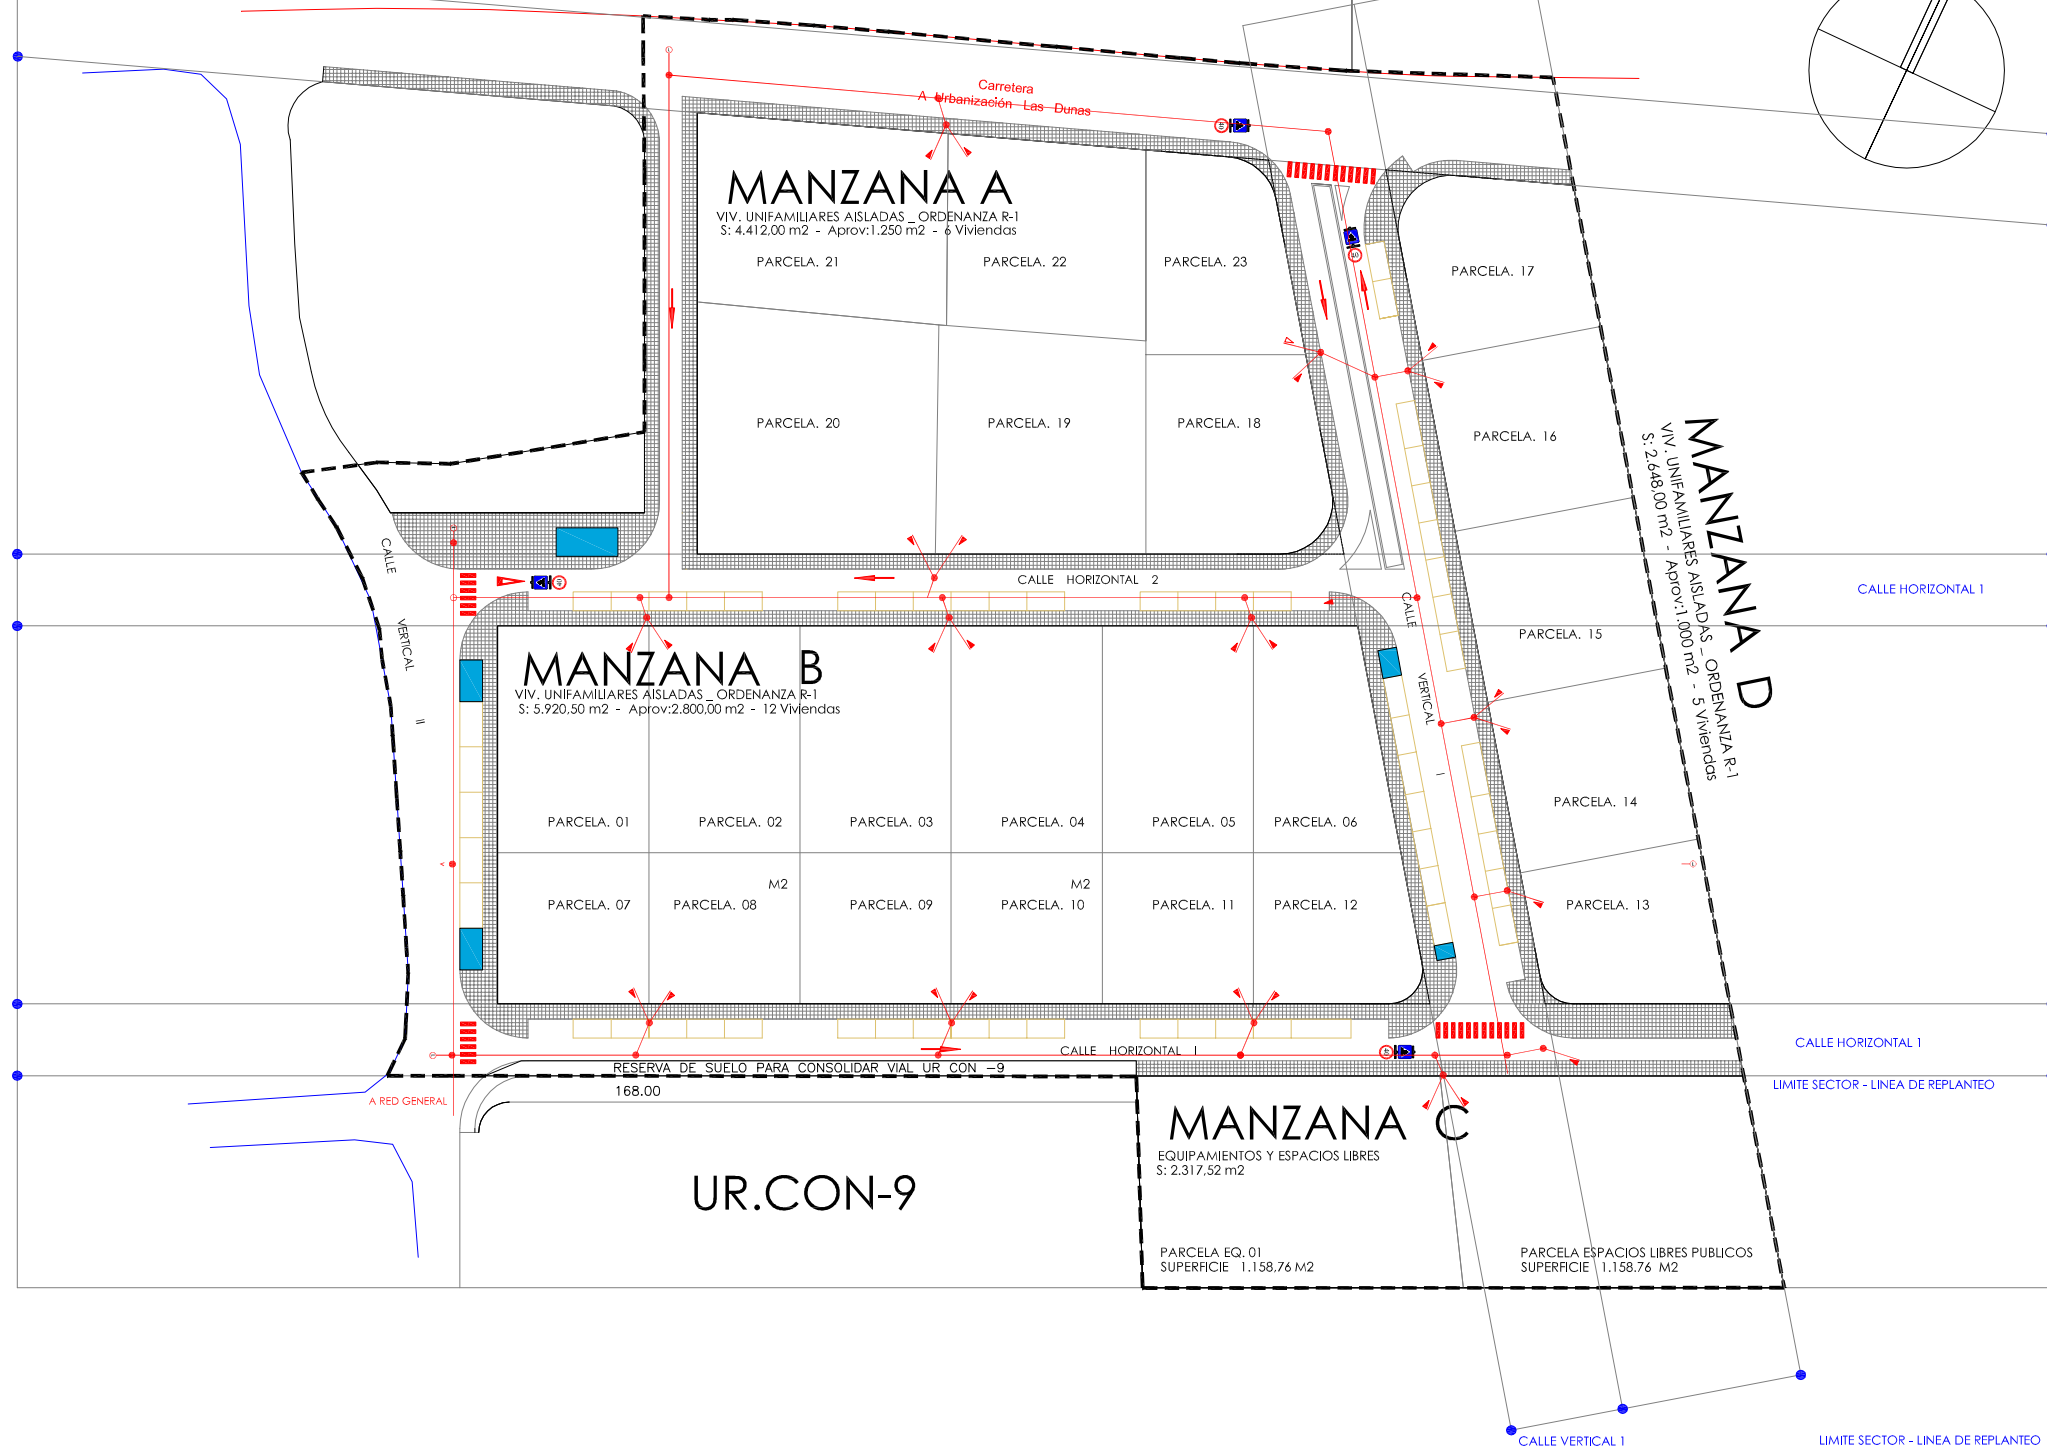 Carretera
A Urbanización Las Dunas
MANZANA A
VIV. UNIFAMILIARES AISLADAS _ ORDENANZA R-1
S: 4.412,00 m2 - Aprov:1.250 m2 - 6 Viviendas
PARCELA. 21
PARCELA. 22
PARCELA. 23
PARCELA. 17
PARCELA. 20
PARCELA. 19
PARCELA. 18
PARCELA. 16
MANZANA D
VIV. UNIFAMILIARES AISLADAS _ ORDENANZA R-1
S: 2.648,00 m2 - Aprov:1.000 m2 - 5 Viviendas
CALLE VERTICAL II
CALLE HORIZONTAL 2
CALLE HORIZONTAL 1
CALLE VERTICAL I
PARCELA. 15
MANZANA B
VIV. UNIFAMILIARES AISLADAS _ ORDENANZA R-1
S: 5.920,50 m2 - Aprov:2.800,00 m2 - 12 Viviendas
PARCELA. 14
PARCELA. 01
PARCELA. 02
PARCELA. 03
PARCELA. 04
PARCELA. 05
PARCELA. 06
M2
M2
PARCELA. 07
PARCELA. 08
PARCELA. 09
PARCELA. 10
PARCELA. 11
PARCELA. 12
PARCELA. 13
CALLE HORIZONTAL I
CALLE HORIZONTAL 1
RESERVA DE SUELO PARA CONSOLIDAR VIAL UR CON -9
168.00
LIMITE SECTOR - LINEA DE REPLANTEO
A RED GENERAL
MANZANA C
EQUIPAMIENTOS Y ESPACIOS LIBRES
S: 2.317,52 m2
UR.CON-9
PARCELA EQ. 01
SUPERFICIE 1.158,76 M2
PARCELA ESPACIOS LIBRES PUBLICOS
SUPERFICIE 1.158.76 M2
CALLE VERTICAL 1
LIMITE SECTOR - LINEA DE REPLANTEO